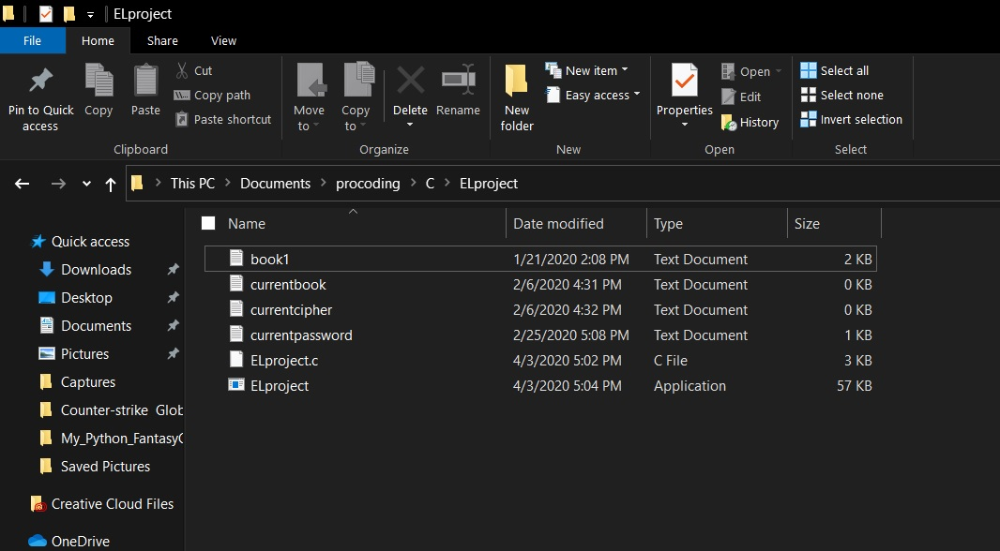 ELproject
File Home Share View
Pin to Quick access
Copy
Paste
Cut
Copy path
Paste shortcut
Clipboard
Move to
Copy to
Delete
Rename
Organize
New folder
New item
Easy access
New
Properties
Open
Edit
History
Open
Select all
Select none
Invert selection
Select
This PC > Documents > procoding > C > ELproject
Name Date modified Type Size
Quick access
Downloads
Desktop
Documents
Pictures
Captures
Counter-strike Glob
My_Python_FantasyG
Saved Pictures
Creative Cloud Files
OneDrive
book1 1/21/2020 2:08 PM Text Document 2 KB
currentbook 2/6/2020 4:31 PM Text Document 0 KB
currentcipher 2/6/2020 4:32 PM Text Document 0 KB
currentpassword 2/25/2020 5:08 PM Text Document 1 KB
ELproject.c 4/3/2020 5:02 PM C File 3 KB
ELproject 4/3/2020 5:04 PM Application 57 KB